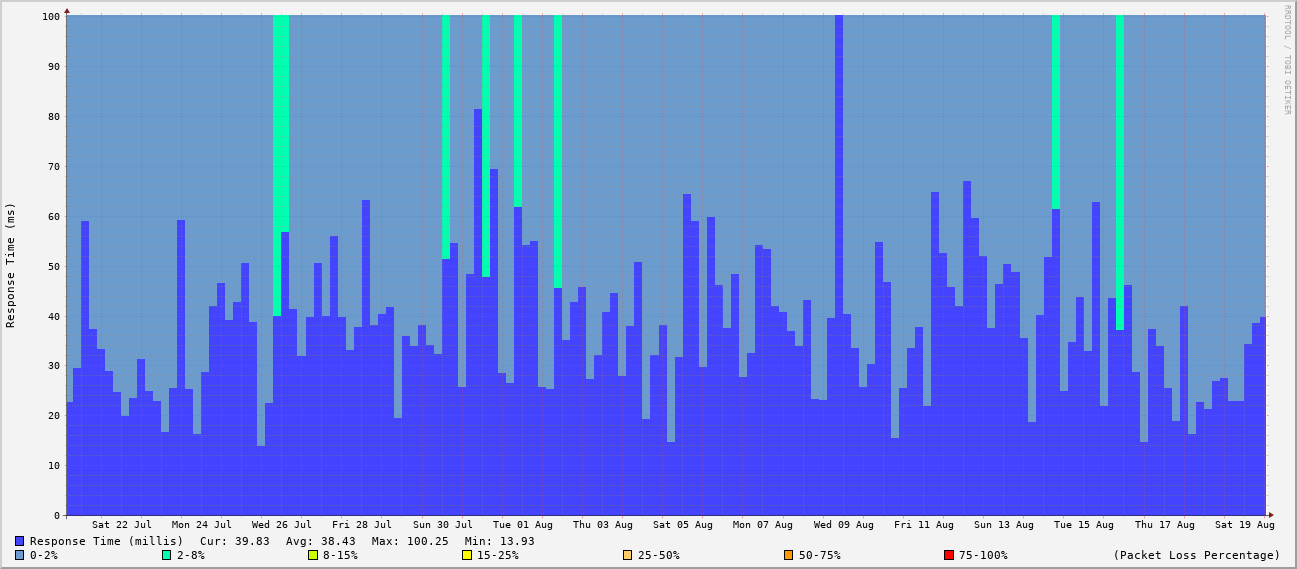 RRDTOOL / TOBI OETIKER
Response Time (ms)
100
90
80
70
60
50
40
30
20
10
0
Sat 22 Jul Mon 24 Jul Wed 26 Jul Fri 28 Jul Sun 30 Jul Tue 01 Aug Thu 03 Aug Sat 05 Aug Mon 07 Aug Wed 09 Aug Fri 11 Aug Sun 13 Aug Tue 15 Aug Thu 17 Aug Sat 19 Aug
Response Time (millis) Cur: 39.83 Avg: 38.43 Max: 100.25 Min: 13.93
0-2% 2-8% 8-15% 15-25% 25-50% 50-75% 75-100% (Packet Loss Percentage)